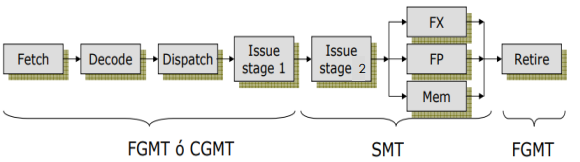 Fetch
Decode
Dispatch
Issue
stage 1
Issue
stage 2
FX
FP
Mem
Retire
FGMT ó CGMT
SMT
FGMT